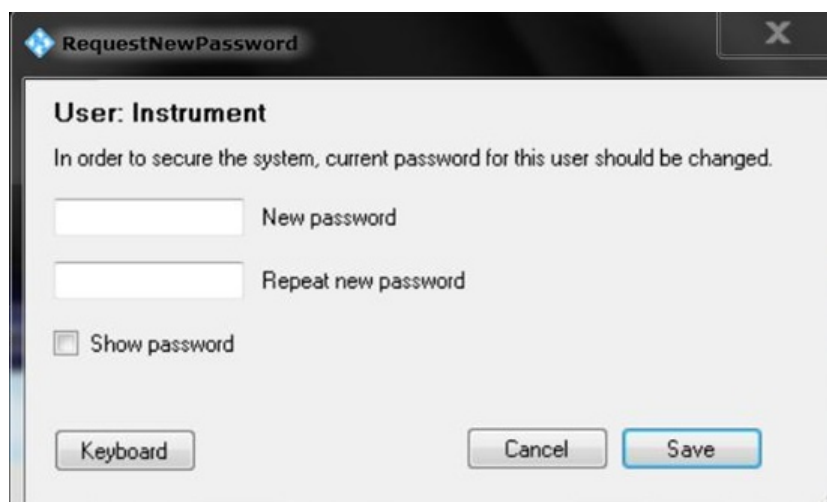 RequestNewPassword
X
User: Instrument
In order to secure the system, current password for this user should be changed.
New password
Repeat new password
Show password
Keyboard
Cancel
Save